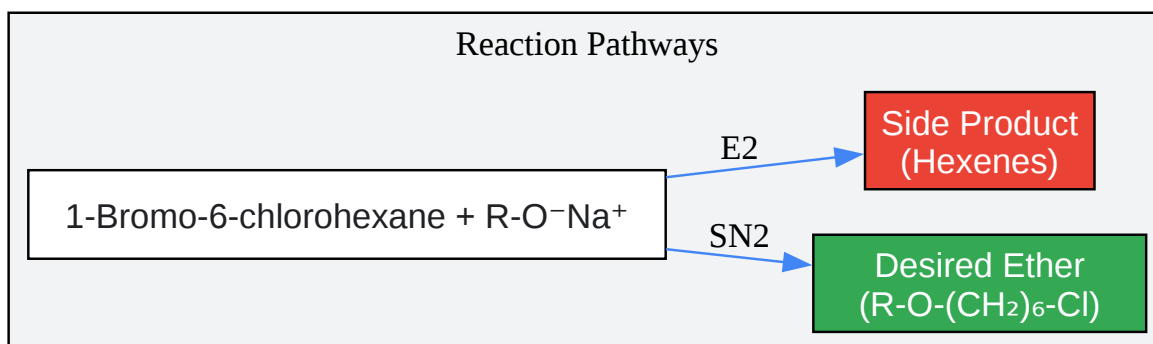 Reaction Pathways
1-Bromo-6-chlorohexane + R-O⁻Na⁺
E2
Side Product
(Hexenes)
SN2
Desired Ether
(R-O-(CH₂)₆-Cl)